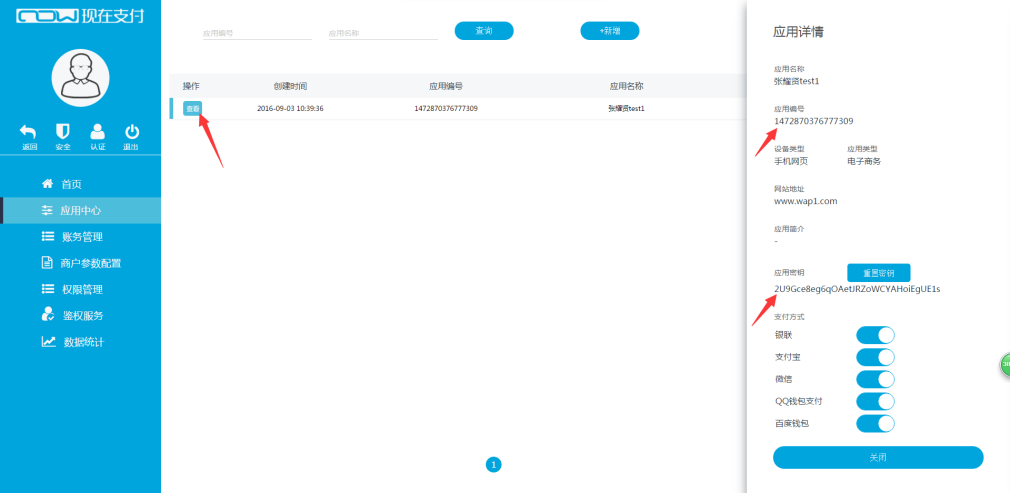 现在支付
返回 安全 认证 退出
首页
应用中心
账务管理
商户参数配置
权限管理
鉴权服务
数据统计
应用编号 应用名称 查询 +新增
操作 创建时间 应用编号 应用名称
查看 2016-09-03 10:39:36 1472870376777309 张耀贤test1
1
应用详情
应用名称
张耀贤test1
应用编号
1472870376777309
设备类型 应用类型
手机网页 电子商务
网站地址
www.wap1.com
应用简介
-
应用密钥 重置密钥
2U9Gce8eg6qOAetJRZoWCYAHoiEgUE1s
支付方式
银联
支付宝
微信
QQ钱包支付
百度钱包
关闭